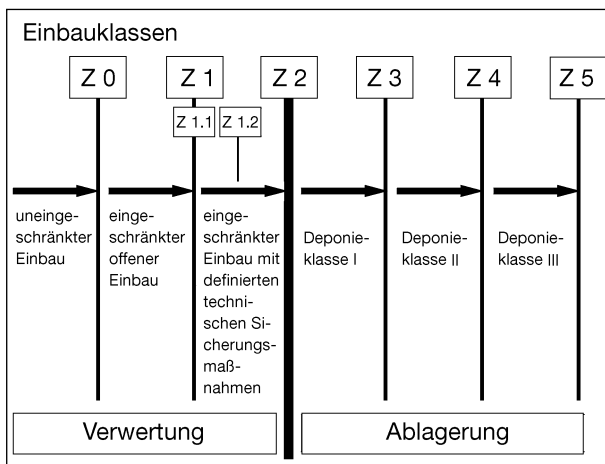 Einbauklassen
Z 0
Z 1
Z 2
Z 3
Z 4
Z 5
Z 1.1
Z 1.2
uneinge-
schränkter
Einbau
einge-
schränkter
offener
Einbau
einge-
schränkter
Einbau mit
definierten
techni-
schen Si-
cherungs-
maß-
nahmen
Deponie-
klasse I
Deponie-
klasse II
Deponie-
klasse III
Verwertung
Ablagerung